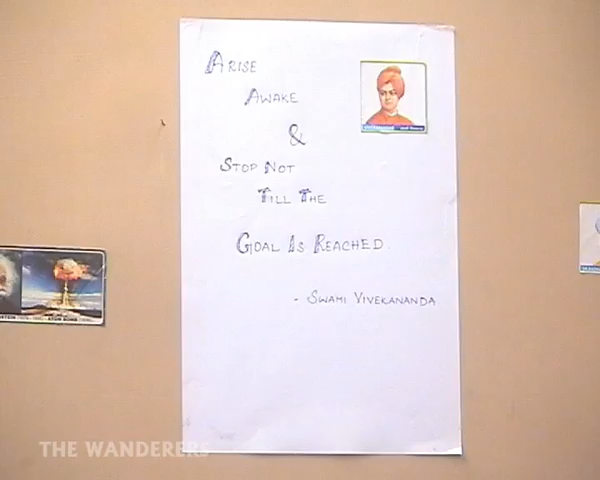 ARISE
AWAKE
&
STOP NOT
TILL THE
GOAL IS REACHED.
- SWAMI VIVEKANANDA
THE WANDERERS